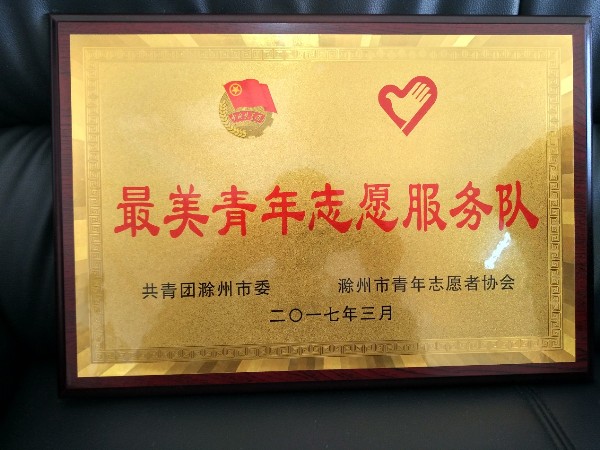 最美青年志愿服务队
共青团滁州市委 滁州市青年志愿者协会
二〇一七年三月